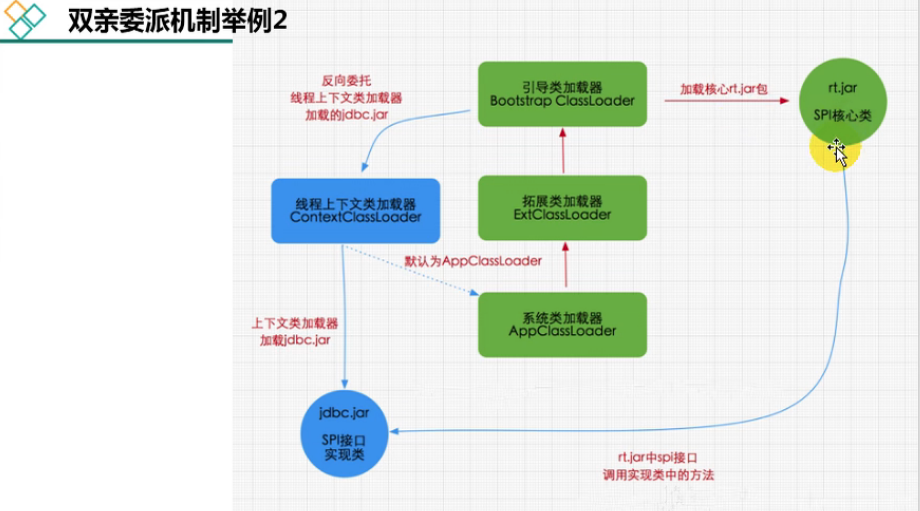 双亲委派机制举例2
反向委托
线程上下文类加载器
加载的jdbc.jar
引导类加载器
Bootstrap ClassLoader
加载核心rt.jar包
rt.jar
SPI核心类
线程上下文类加载器
ContextClassLoader
拓展类加载器
ExtClassLoader
默认为AppClassLoader
系统类加载器
AppClassLoader
上下文类加载器
加载jdbc.jar
jdbc.jar
SPI接口
实现类
rt.jar中spi接口
调用实现类中的方法